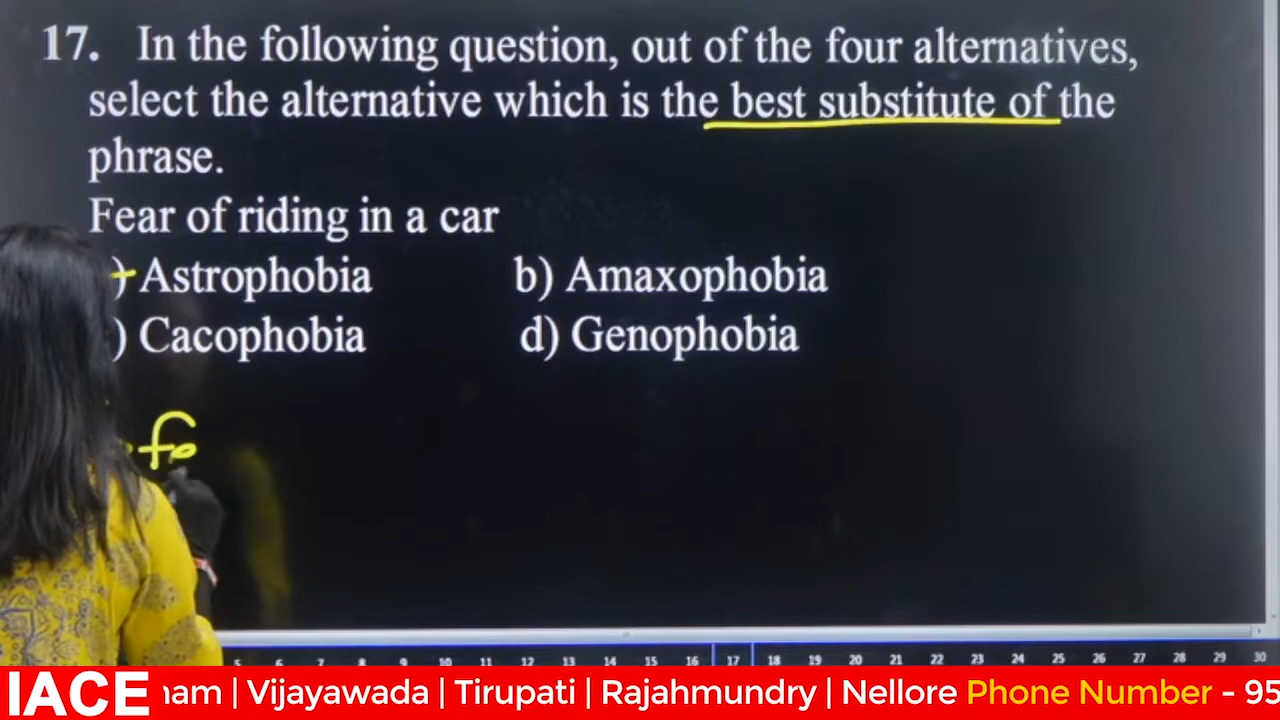 17. In the following question, out of the four alternatives,
select the alternative which is the best substitute of the
phrase.
Fear of riding in a car
) Astrophobia b) Amaxophobia
) Cacophobia d) Genophobia
fe
5 6 7 8 9 10 11 12 13 14 15 16 17 18 19 20 21 22 23 24 25 26 27 28 29 30
IACE nam | Vijayawada | Tirupati | Rajahmundry | Nellore Phone Number - 95